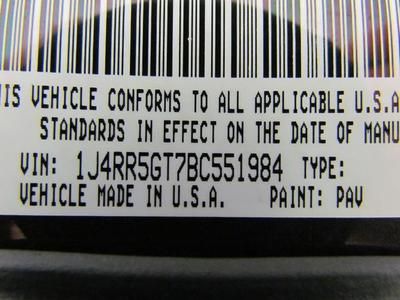 HIS VEHICLE CONFORMS TO ALL APPLICABLE U.S.A
STANDARDS IN EFFECT ON THE DATE OF MANU
VIN: 1J4RR5GT7BC551984 TYPE:
VEHICLE MADE IN U.S.A. PAINT: PAV